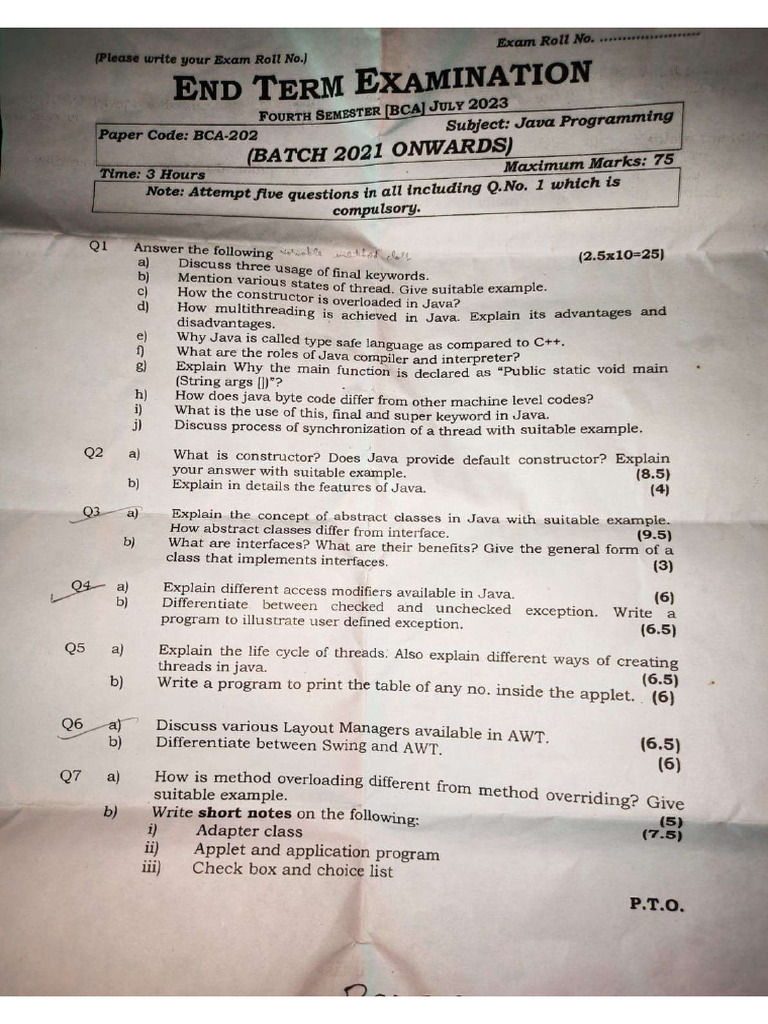 Exam Roll No. ........................
(Please write your Exam Roll No.)
END TERM EXAMINATION
FOURTH SEMESTER [BCA] JULY 2023
Paper Code: BCA-202 Subject: Java Programming
(BATCH 2021 ONWARDS)
Time: 3 Hours Maximum Marks: 75
Note: Attempt five questions in all including Q.No. 1 which is
compulsory.
Q1 Answer the following variable method class (2.5x10=25)
a) Discuss three usage of final keywords.
b) Mention various states of thread. Give suitable example.
c) How the constructor is overloaded in Java?
d) How multithreading is achieved in Java. Explain its advantages and
disadvantages.
e) Why Java is called type safe language as compared to C++.
f) What are the roles of Java compiler and interpreter?
g) Explain Why the main function is declared as "Public static void main
(String args [])"?
h) How does java byte code differ from other machine level codes?
i) What is the use of this, final and super keyword in Java.
j) Discuss process of synchronization of a thread with suitable example.
Q2 a) What is constructor? Does Java provide default constructor? Explain
your answer with suitable example. (8.5)
b) Explain in details the features of Java. (4)
Q3 a) Explain the concept of abstract classes in Java with suitable example.
How abstract classes differ from interface. (9.5)
b) What are interfaces? What are their benefits? Give the general form of a
class that implements interfaces. (3)
Q4 a) Explain different access modifiers available in Java. (6)
b) Differentiate between checked and unchecked exception. Write a
program to illustrate user defined exception. (6.5)
Q5 a) Explain the life cycle of threads. Also explain different ways of creating
threads in java. (6.5)
b) Write a program to print the table of any no. inside the applet. (6)
Q6 a) Discuss various Layout Managers available in AWT. (6.5)
b) Differentiate between Swing and AWT. (6)
Q7 a) How is method overloading different from method overriding? Give
suitable example. (5)
b) Write short notes on the following: (7.5)
i) Adapter class
ii) Applet and application program
iii) Check box and choice list
P.T.O.